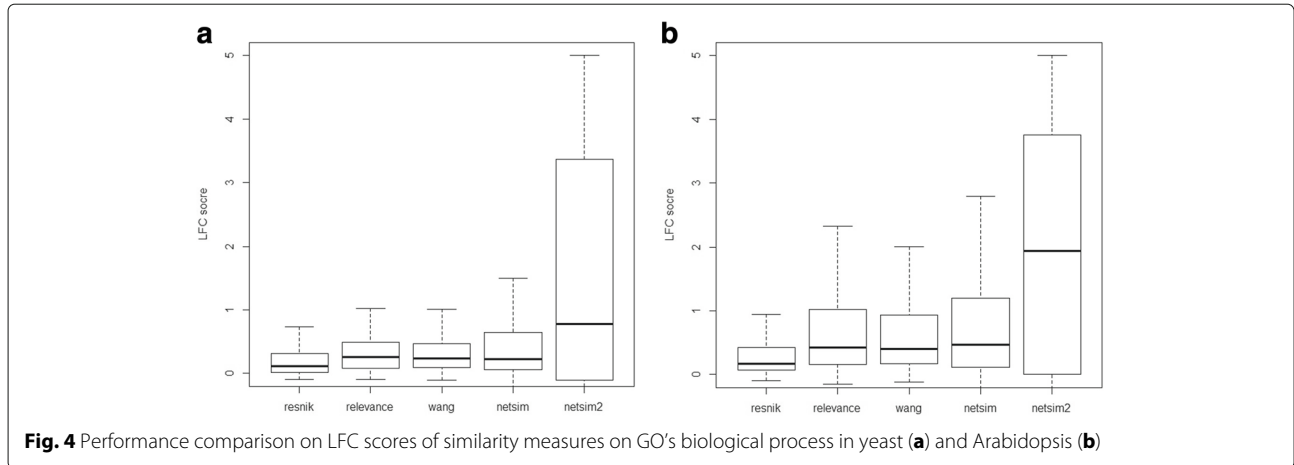 a
5
4
3
2
1
0
LFC socre
resnik relevance wang netsim netsim2
b
5
4
3
2
1
0
LFC socre
resnik relevance wang netsim netsim2
Fig. 4 Performance comparison on LFC scores of similarity measures on GO's biological process in yeast (a) and Arabidopsis (b)